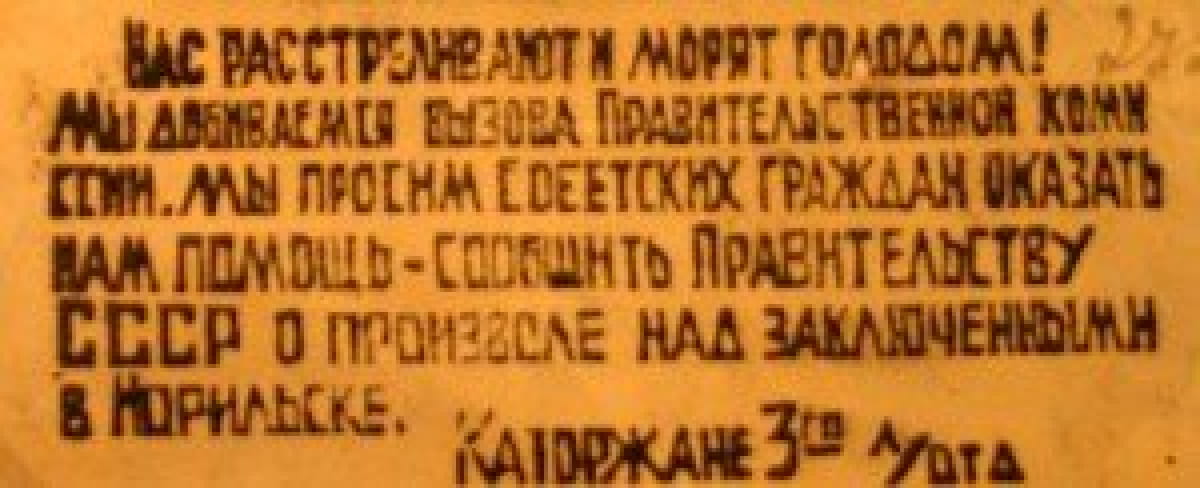 Нас расстреливают и морят голодом!
Мы добиваемся вызова Правительственной коми
ссии. Мы просим советских граждан оказать
нам помощь - сообщить Правительству
СССР о произволе над заключенными
в Норильске.
Каторжане 3го л/отд